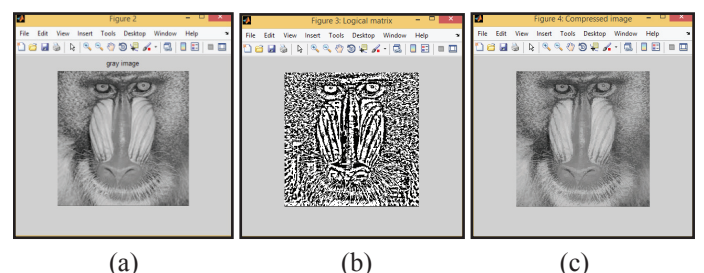 Figure 2
File Edit View Insert Tools Desktop Window Help
gray image
(a)
Figure 3: Logical matrix
File Edit View Insert Tools Desktop Window Help
(b)
Figure 4: Compressed image
File Edit View Insert Tools Desktop Window Help
(c)